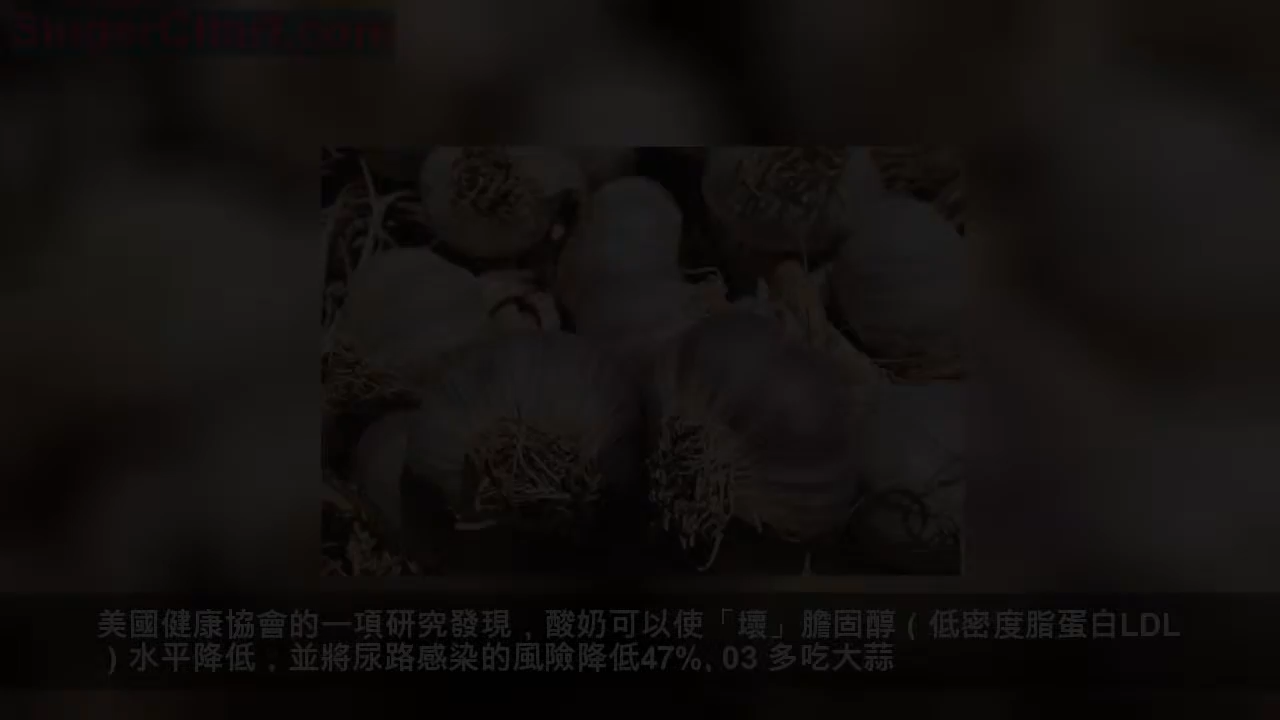 SingerChart.com
美國健康協會的一項研究發現，酸奶可以使「壞」膽固醇（低密度脂蛋白LDL
）水平降低，並將尿路感染的風險降低47%, 03 多吃大蒜